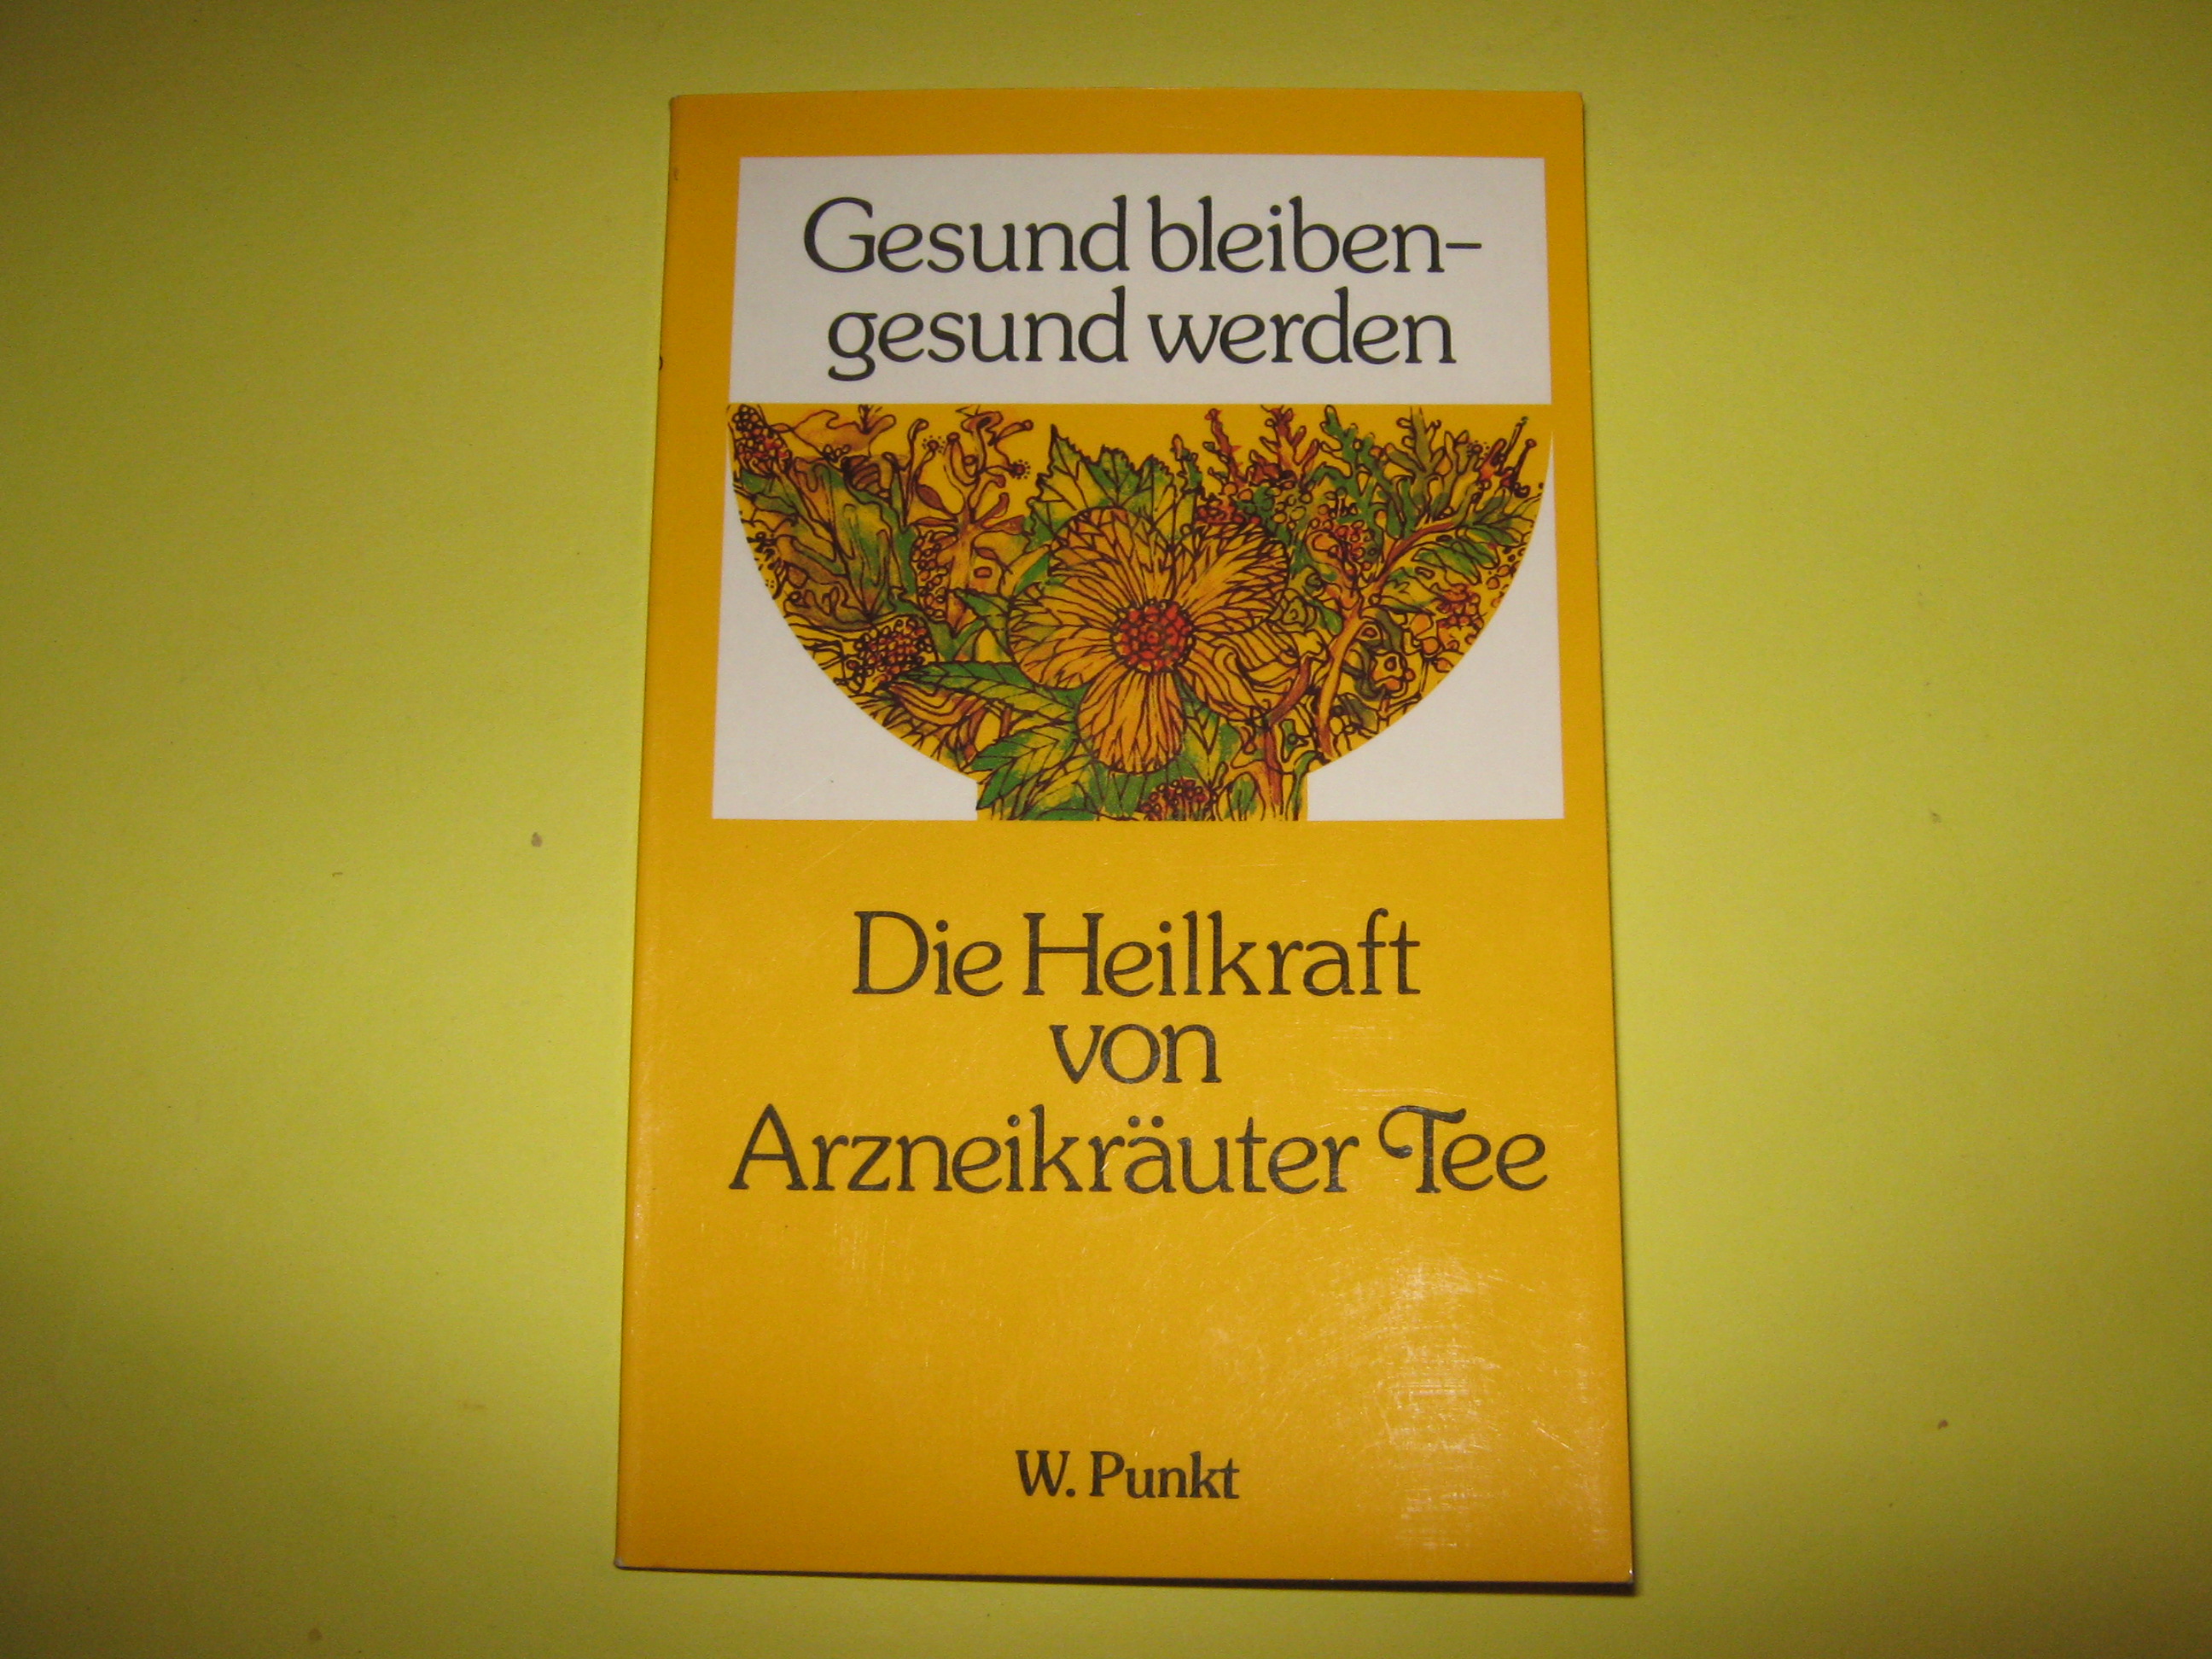 Gesund bleiben-
gesund werden
Die Heilkraft
von
Arzneikräuter Tee
W. Punkt